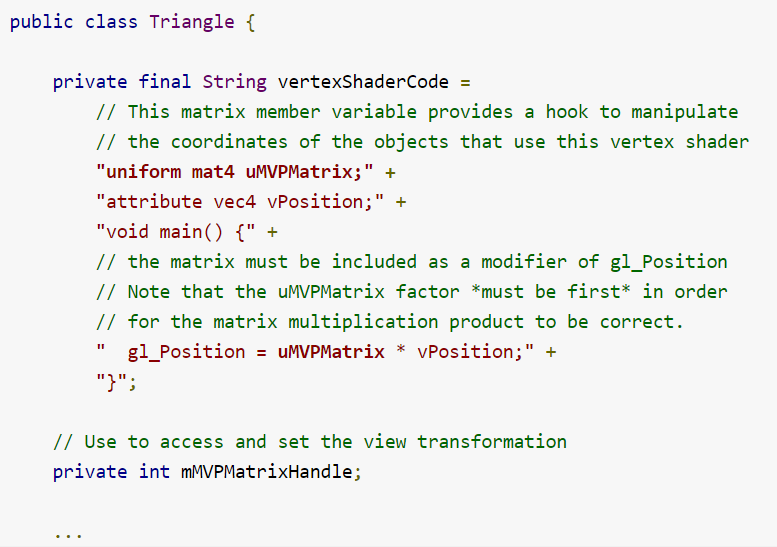 public class Triangle {
    private final String vertexShaderCode =
        // This matrix member variable provides a hook to manipulate
        // the coordinates of the objects that use this vertex shader
        "uniform mat4 uMVPMatrix;" +
        "attribute vec4 vPosition;" +
        "void main() {" +
        // the matrix must be included as a modifier of gl_Position
        // Note that the uMVPMatrix factor *must be first* in order
        // for the matrix multiplication product to be correct.
        "  gl_Position = uMVPMatrix * vPosition;" +
        "}";
    // Use to access and set the view transformation
    private int mMVPMatrixHandle;
    ...